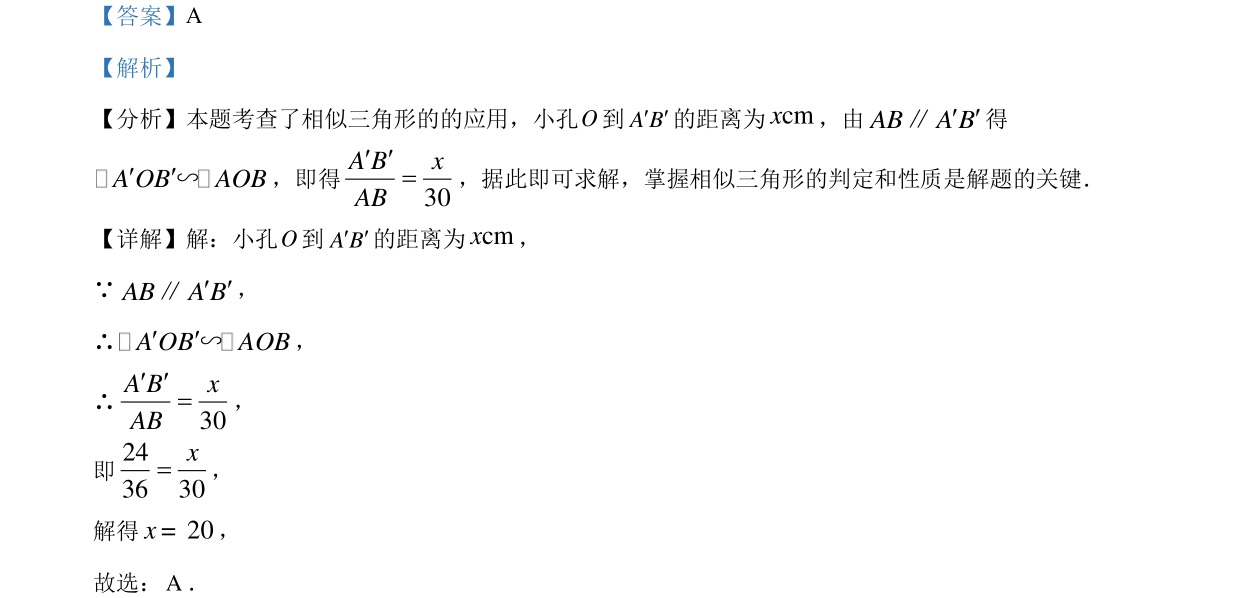 【答案】A
【解析】
【分析】本题考查了相似三角形的的应用，小孔O到A′B′的距离为xcm，由AB∥A′B′得
□A′OB′∽□AOB，即得A′B′/AB=x/30，据此即可求解，掌握相似三角形的判定和性质是解题的关键．
【详解】解：小孔O到A′B′的距离为xcm，
∵AB∥A′B′，
∴□A′OB′∽□AOB，
∴A′B′/AB=x/30，
即24/36=x/30，
解得x= 20，
故选：A．